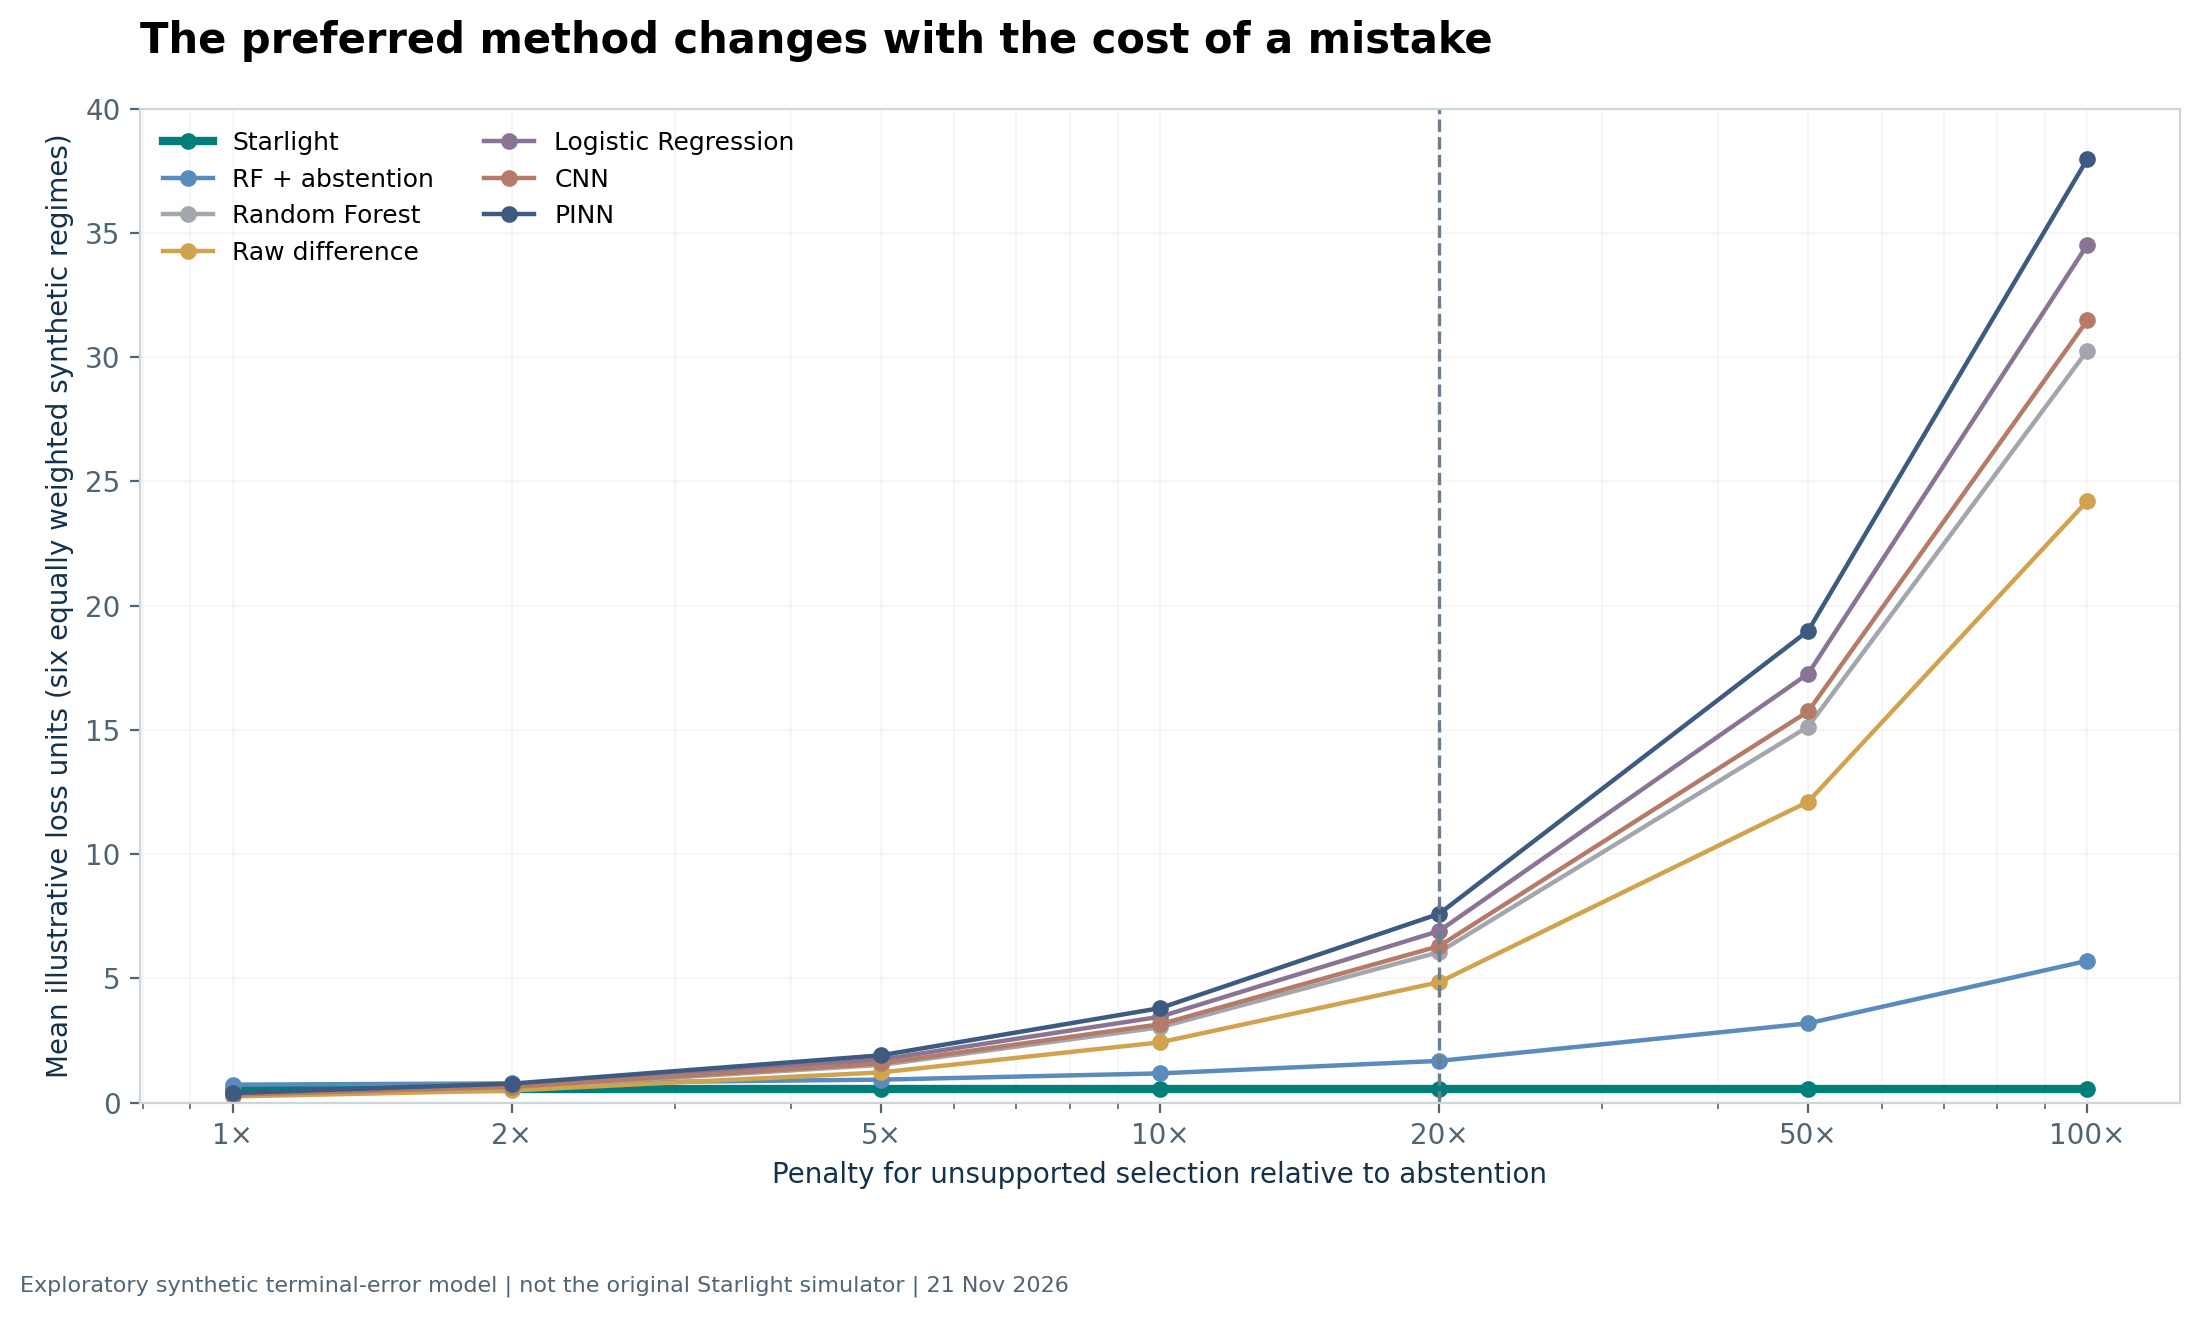 The preferred method changes with the cost of a mistake
Starlight
RF + abstention
Random Forest
Raw difference
Logistic Regression
CNN
PINN
Mean illustrative loss units (six equally weighted synthetic regimes)
40
35
30
25
20
15
10
5
0
1×
2×
5×
10×
20×
50×
100×
Penalty for unsupported selection relative to abstention
Exploratory synthetic terminal-error model | not the original Starlight simulator | 21 Nov 2026